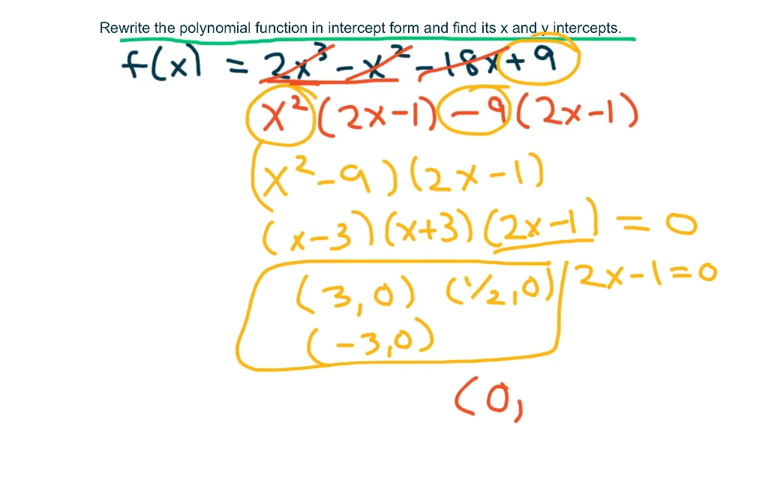 Rewrite the polynomial function in intercept form and find its x and y intercepts.
f(x) = 2x³ - x² - 18x + 9
x² (2x-1) - 9 (2x-1)
(x² - 9) (2x - 1)
(x-3) (x+3) (2x-1) = 0
(3,0) (1/2,0) 2x-1=0
(-3,0)
(0,